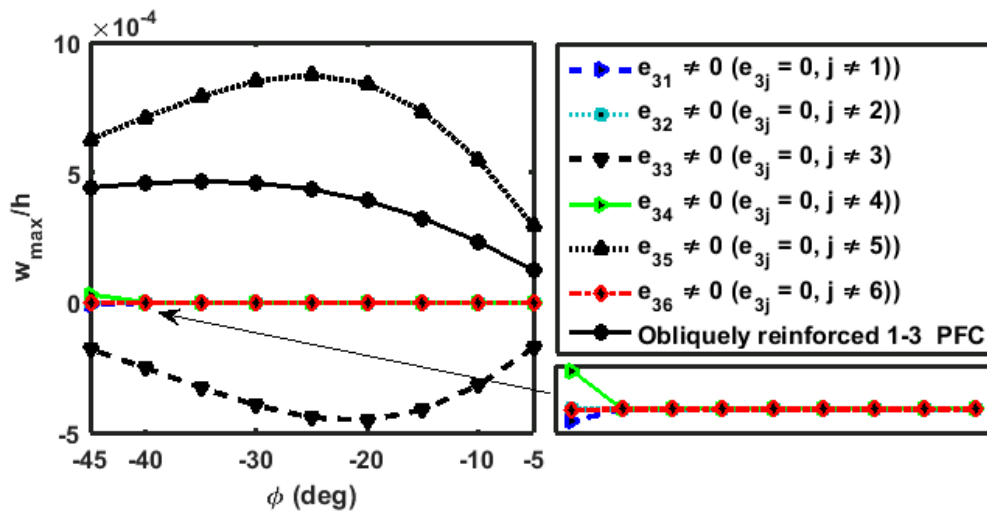 ×10⁻⁴
10
5
0
-5
w_max/h
-45
-40
-30
-20
-10
-5
ϕ (deg)
e₃₁ ≠ 0 (e₃ⱼ = 0, j ≠ 1))
e₃₂ ≠ 0 (e₃ⱼ = 0, j ≠ 2))
e₃₃ ≠ 0 (e₃ⱼ = 0, j ≠ 3)
e₃₄ ≠ 0 (e₃ⱼ = 0, j ≠ 4))
e₃₅ ≠ 0 (e₃ⱼ = 0, j ≠ 5))
e₃₆ ≠ 0 (e₃ⱼ = 0, j ≠ 6))
Obliquely reinforced 1-3 PFC